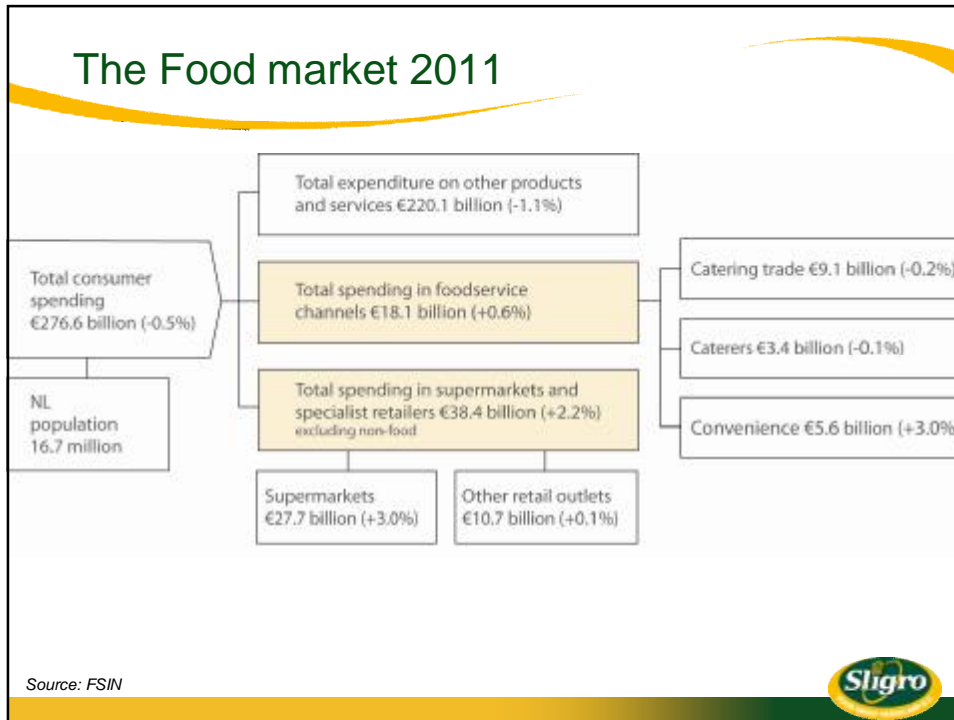 The Food market 2011
Total expenditure on other products
and services €220.1 billion (-1.1%)
Total consumer
spending
€276.6 billion (-0.5%)
Total spending in foodservice
channels €18.1 billion (+0.6%)
Catering trade €9.1 billion (-0.2%)
Caterers €3.4 billion (-0.1%)
Convenience €5.6 billion (+3.0%
NL
population
16.7 million
Total spending in supermarkets and
specialist retailers €38.4 billion (+2.2%)
excluding non-food
Supermarkets
€27.7 billion (+3.0%)
Other retail outlets
€10.7 billion (+0.1%)
Source: FSIN
Sligro